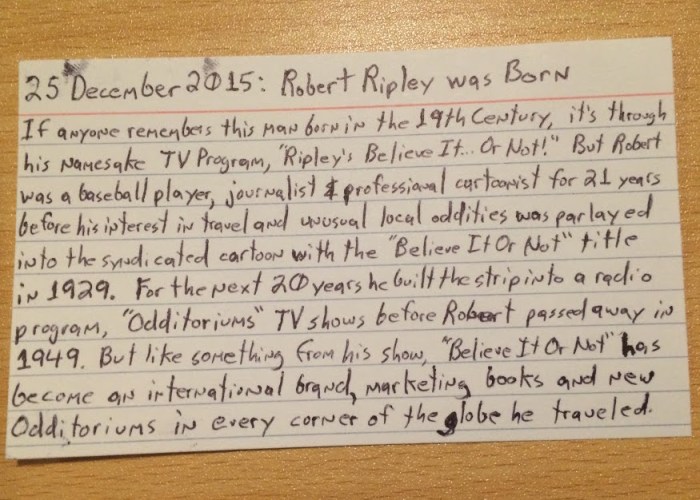 25 December 2015: Robert Ripley was Born
If anyone remembers this man born in the 19th Century, it's through
his namesake TV Program, "Ripley's Believe It... Or Not!" But Robert
was a baseball player, journalist & professional cartoonist for 21 years
before his interest in travel and unusual local oddities was parlayed
into the syndicated cartoon with the "Believe It Or Not" title
in 1929. For the next 20 years he built the strip into a radio
program, "Odditoriums" TV shows before Robert passed away in
1949. But like something from his show, "Believe It Or Not" has
become an international brand, marketing books and new
Odditoriums in every corner of the globe he traveled.